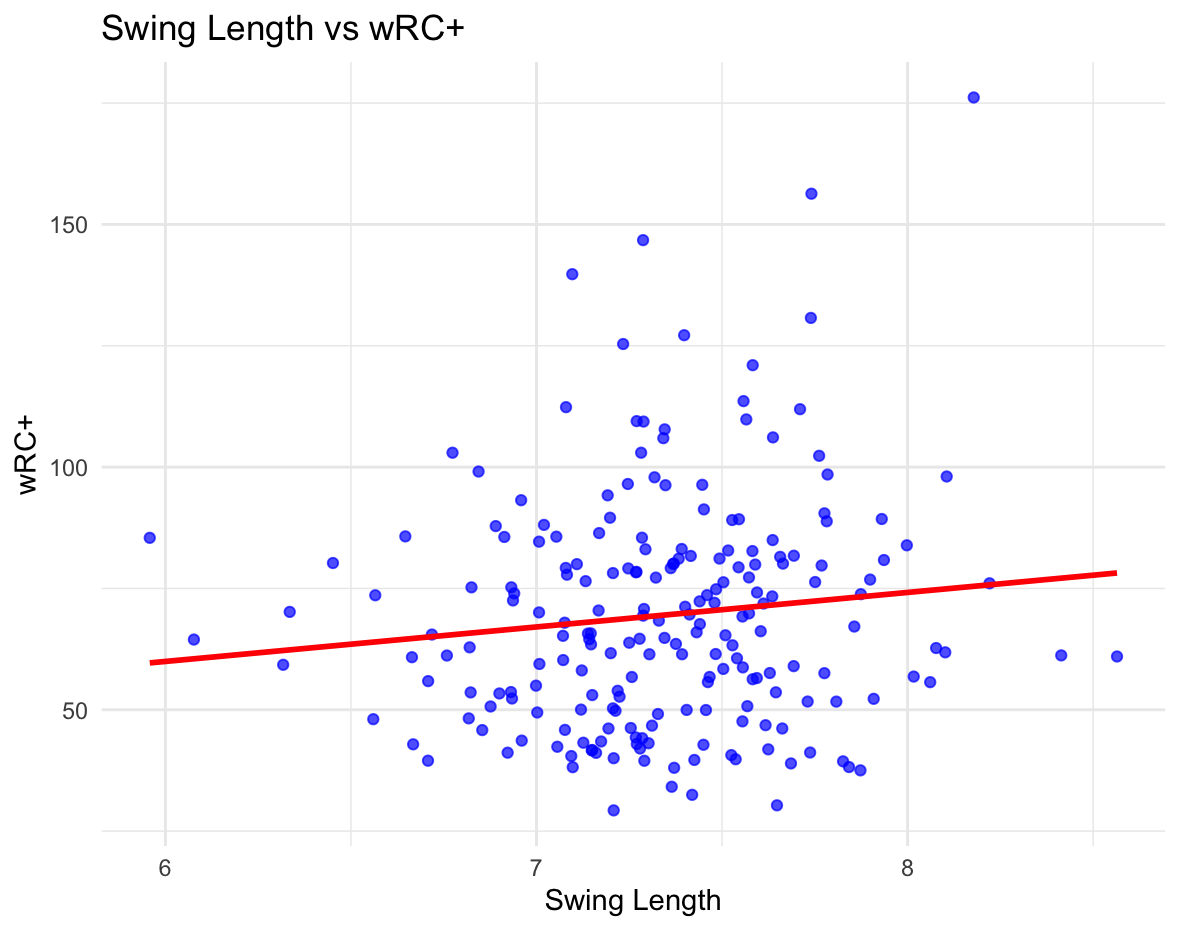 Swing Length vs wRC+
wRC+
150
100
50
6 7 8
Swing Length